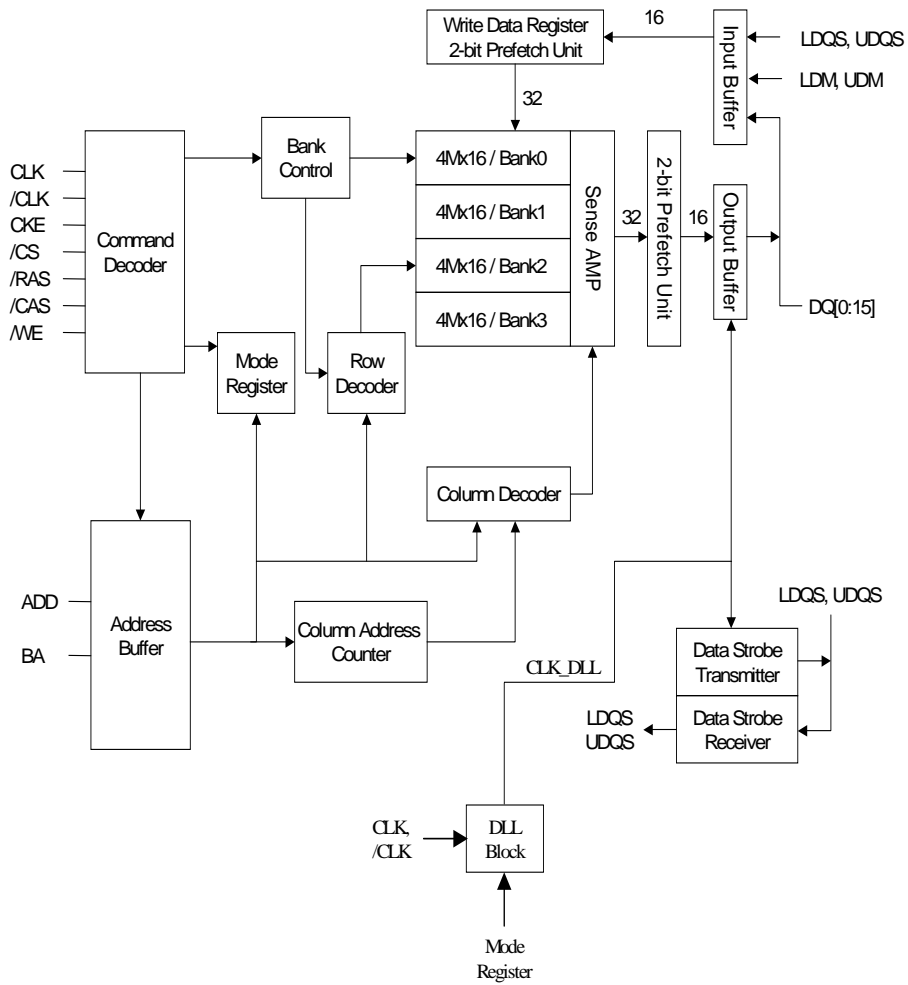 Write Data Register
2-bit Prefetch Unit
16
Input Buffer
LDQS, UDQS
LDM, UDM
32
CLK
/CLK
CKE
/CS
/RAS
/CAS
/WE
Command
Decoder
Bank
Control
4Mx16 / Bank0
4Mx16 / Bank1
4Mx16 / Bank2
4Mx16 / Bank3
Sense AMP
32
2-bit Prefetch Unit
16
Output Buffer
DQ[0:15]
Mode
Register
Row
Decoder
Column Decoder
ADD
BA
Address
Buffer
Column Address
Counter
CLK_DLL
LDQS, UDQS
Data Strobe
Transmitter
Data Strobe
Receiver
LDQS
UDQS
CLK,
/CLK
DLL
Block
Mode
Register